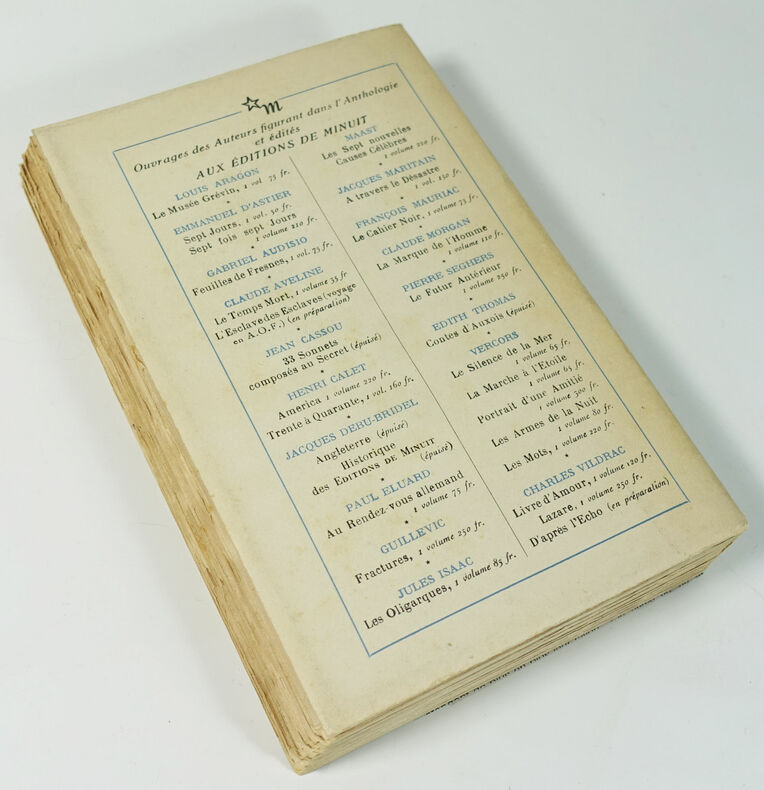 m
Ouvrages des Auteurs figurant dans l'Anthologie
et édités
AUX ÉDITIONS DE MINUIT
LOUIS ARAGON
Le Musée Grévin, 1 vol. 75 fr.
*
EMMANUEL D'ASTIER
Sept Jours, 1 vol. 50 fr.
Sept fois sept Jours
1 volume 210 fr.
*
GABRIEL AUDISIO
Feuilles de Fresnes, 1 vol. 75 fr.
*
CLAUDE AVELINE
Le Temps Mort, 1 volume 35 fr
L'Esclave des Esclaves (voyage
en A.O.F.) (en préparation)
*
JEAN CASSOU
33 Sonnets
composés au Secret (épuisé)
*
HENRI CALET
America 1 volume 220 fr.
Trente à Quarante, 1 vol. 160 fr.
*
JACQUES DEBU-BRIDEL
Angleterre (épuisé)
Historique
des EDITIONS DE MINUIT (épuisé)
*
PAUL ELUARD
Au Rendez-vous allemand
1 volume 75 fr.
*
GUILLEVIC
Fractures, 1 volume 250 fr.
*
JULES ISAAC
Les Oligarques, 1 volume 85 fr.
MAAST
Les Sept nouvelles
Causes Célèbres
1 volume 220 fr.
*
JACQUES MARITAIN
A travers le Désastre
1 vol. 150 fr.
*
FRANÇOIS MAURIAC
Le Cahier Noir, 1 volume 75 fr.
*
CLAUDE MORGAN
La Marque de l'Homme
1 volume 110 fr.
*
PIERRE SEGHERS
Le Futur Antérieur
1 volume 250 fr.
*
EDITH THOMAS
Contes d'Auxois (épuisé)
*
VERCORS
Le Silence de la Mer
1 volume 65 fr.
La Marche à l'Etoile
1 volume 65 fr.
Portrait d'une Amitié
1 volume 300 fr.
Les Armes de la Nuit
1 volume 80 fr.
Les Mots, 1 volume 220 fr.
*
CHARLES VILDRAC
Livre d'Amour, 1 volume 120 fr.
Lazare, 1 volume 250 fr.
D'après l'Echo (en préparation)